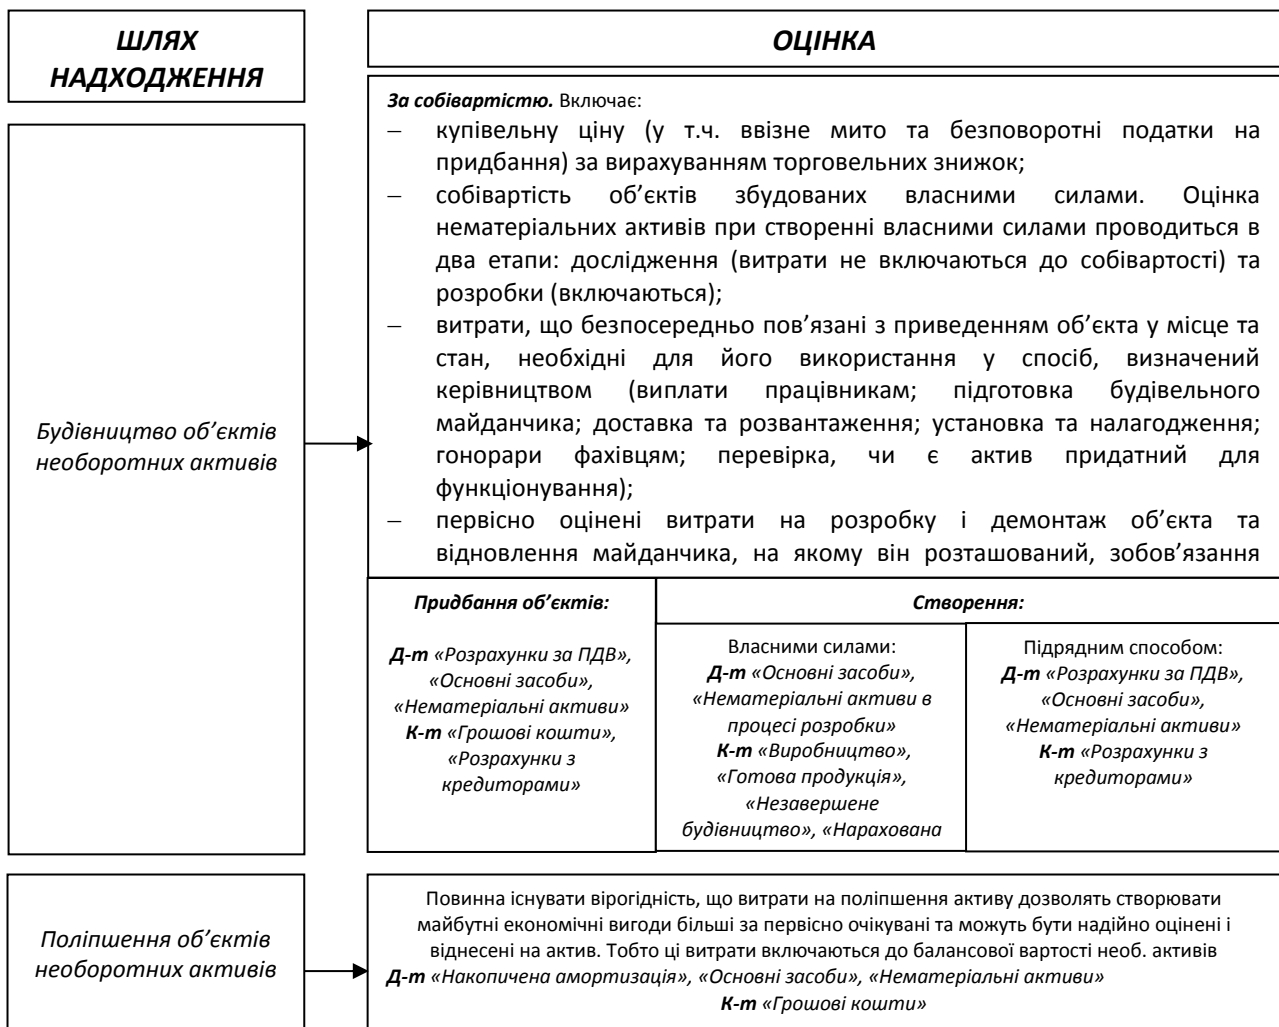 ШЛЯХ
НАДХОДЖЕННЯ
ОЦІНКА
Будівництво об’єктів
необоротних активів
За собівартістю. Включає:
– купівельну ціну (у т.ч. ввізне мито та безповоротні податки на
придбання) за вирахуванням торговельних знижок;
– собівартість об’єктів збудованих власними силами. Оцінка
нематеріальних активів при створенні власними силами проводиться в
два етапи: дослідження (витрати не включаються до собівартості) та
розробки (включаються);
– витрати, що безпосередньо пов’язані з приведенням об’єкта у місце та
стан, необхідні для його використання у спосіб, визначений
керівництвом (виплати працівникам; підготовка будівельного
майданчика; доставка та розвантаження; установка та налагодження;
гонорари фахівцям; перевірка, чи є актив придатний для
функціонування);
– первісно оцінені витрати на розробку і демонтаж об’єкта та
відновлення майданчика, на якому він розташований, зобов’язання
Придбання об’єктів:
Д-т «Розрахунки за ПДВ»,
«Основні засоби»,
«Нематеріальні активи»
К-т «Грошові кошти»,
«Розрахунки з
кредиторами»
Створення:
Власними силами:
Д-т «Основні засоби»,
«Нематеріальні активи в
процесі розробки»
К-т «Виробництво»,
«Готова продукція»,
«Незавершене
будівництво», «Нарахована
Підрядним способом:
Д-т «Розрахунки за ПДВ»,
«Основні засоби»,
«Нематеріальні активи»
К-т «Розрахунки з
кредиторами»
Поліпшення об’єктів
необоротних активів
Повинна існувати вірогідність, що витрати на поліпшення активу дозволять створювати
майбутні економічні вигоди більші за первісно очікувані та можуть бути надійно оцінені і
віднесені на актив. Тобто ці витрати включаються до балансової вартості необ. активів
Д-т «Накопичена амортизація», «Основні засоби», «Нематеріальні активи»
К-т «Грошові кошти»